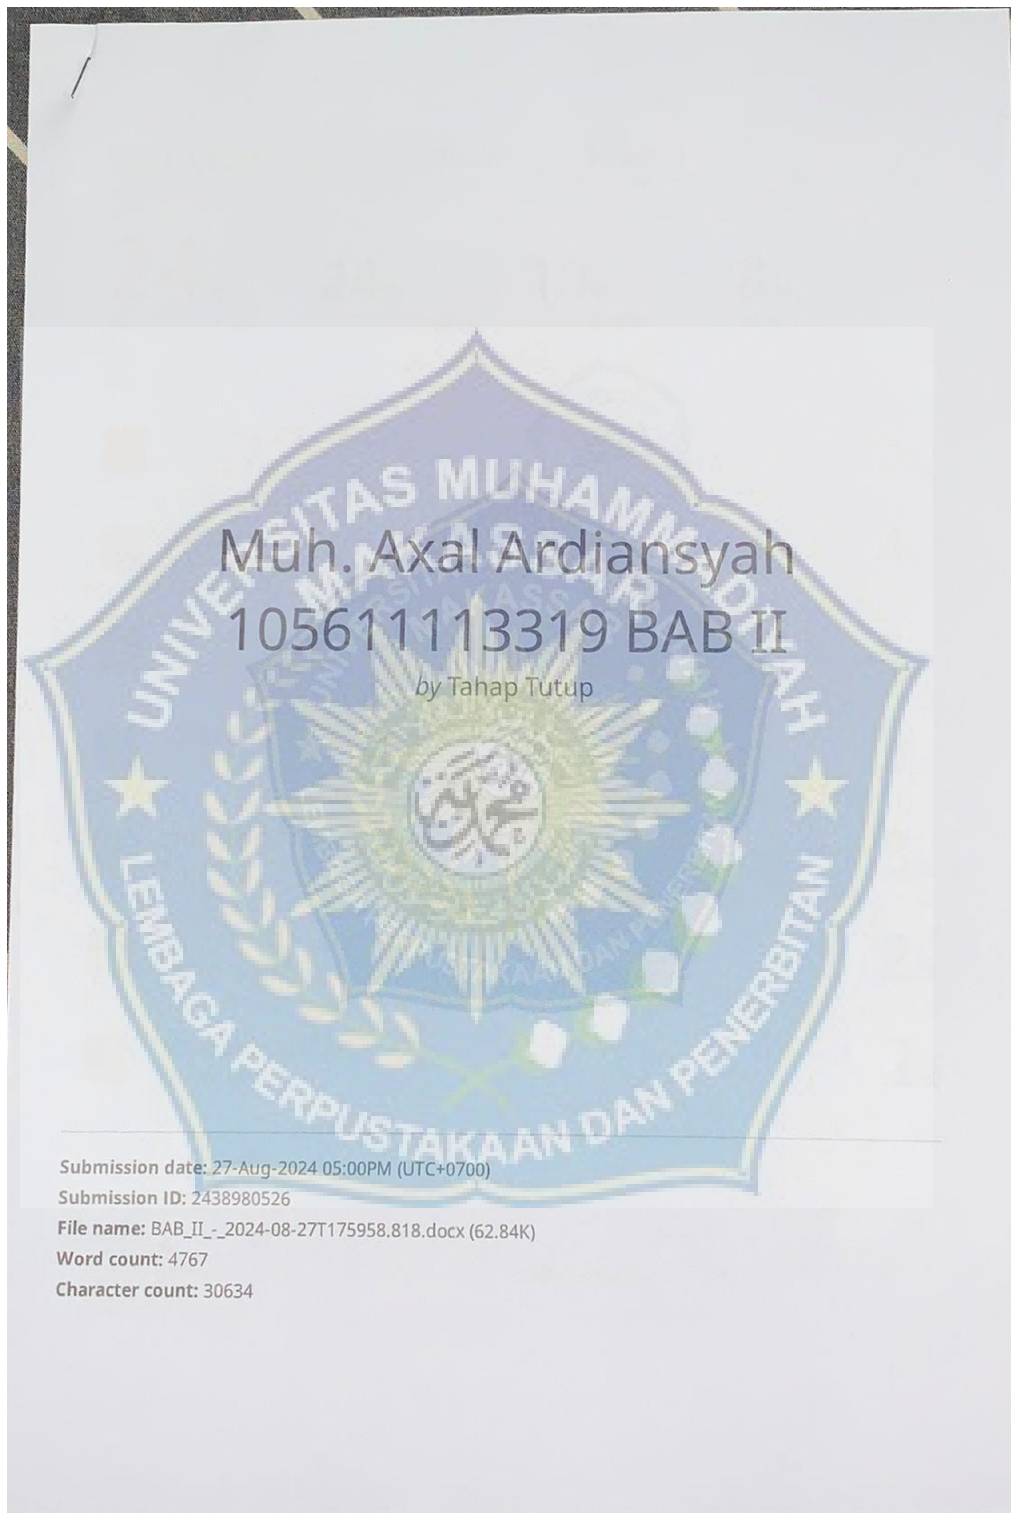 UNIVERSITAS MUHAMMADIYAH
MAKASSAR
Muh. Axal Ardiansyah
105611113319 BAB II
by Tahap Tutup
LEMBAGA PERPUSTAKAAN DAN PENERBITAN
Submission date: 27-Aug-2024 05:00PM (UTC+0700)
Submission ID: 2438980526
File name: BAB_II_-_2024-08-27T175958.818.docx (62.84K)
Word count: 4767
Character count: 30634